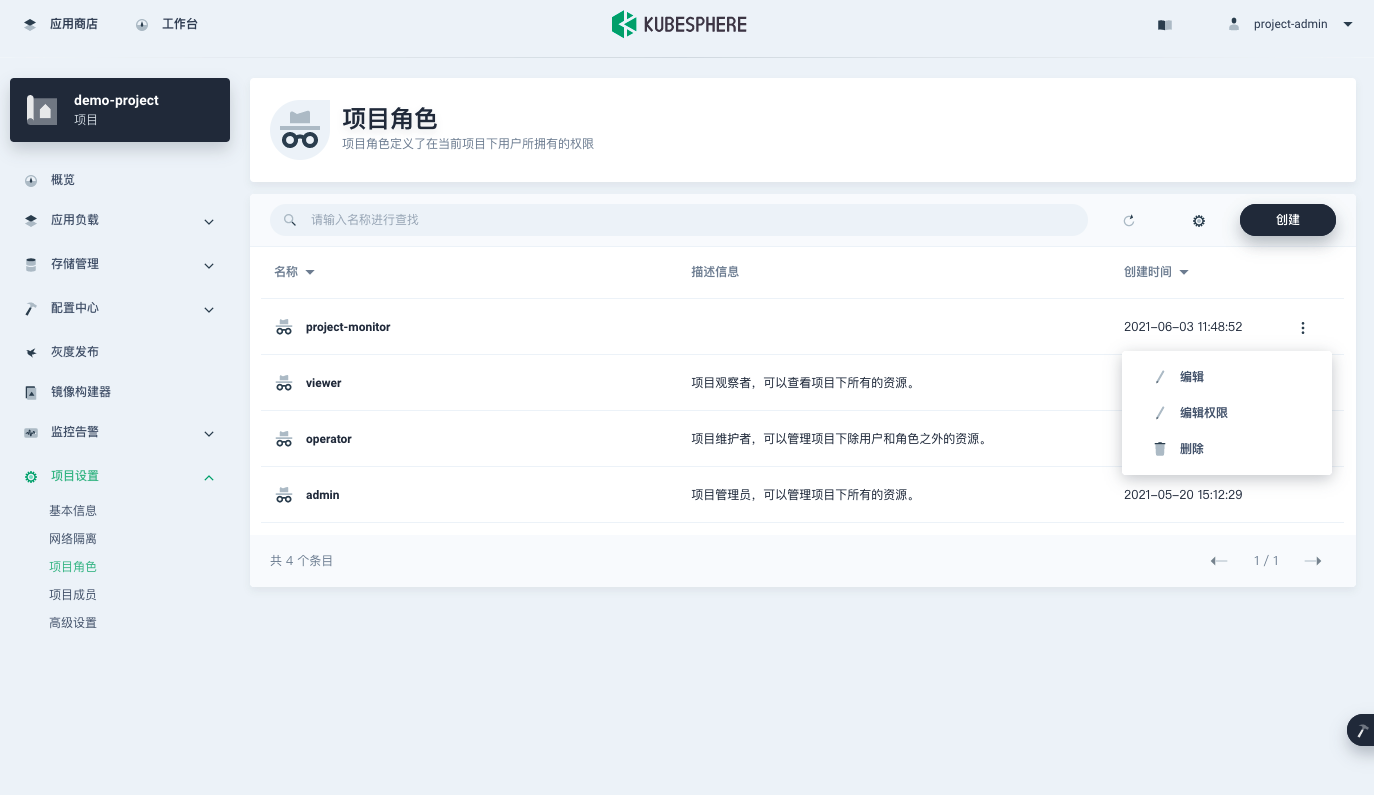 应用商店
工作台
KUBESPHERE
project-admin
demo-project
项目
概览
应用负载
存储管理
配置中心
灰度发布
镜像构建器
监控告警
项目设置
基本信息
网络隔离
项目角色
项目成员
高级设置
项目角色
项目角色定义了在当前项目下用户所拥有的权限
请输入名称进行查找
创建
名称 描述信息 创建时间
project-monitor 2021-06-03 11:48:52
编辑
编辑权限
删除
viewer 项目观察者，可以查看项目下所有的资源。
operator 项目维护者，可以管理项目下除用户和角色之外的资源。
admin 项目管理员，可以管理项目下所有的资源。 2021-05-20 15:12:29
共 4 个条目 1 / 1